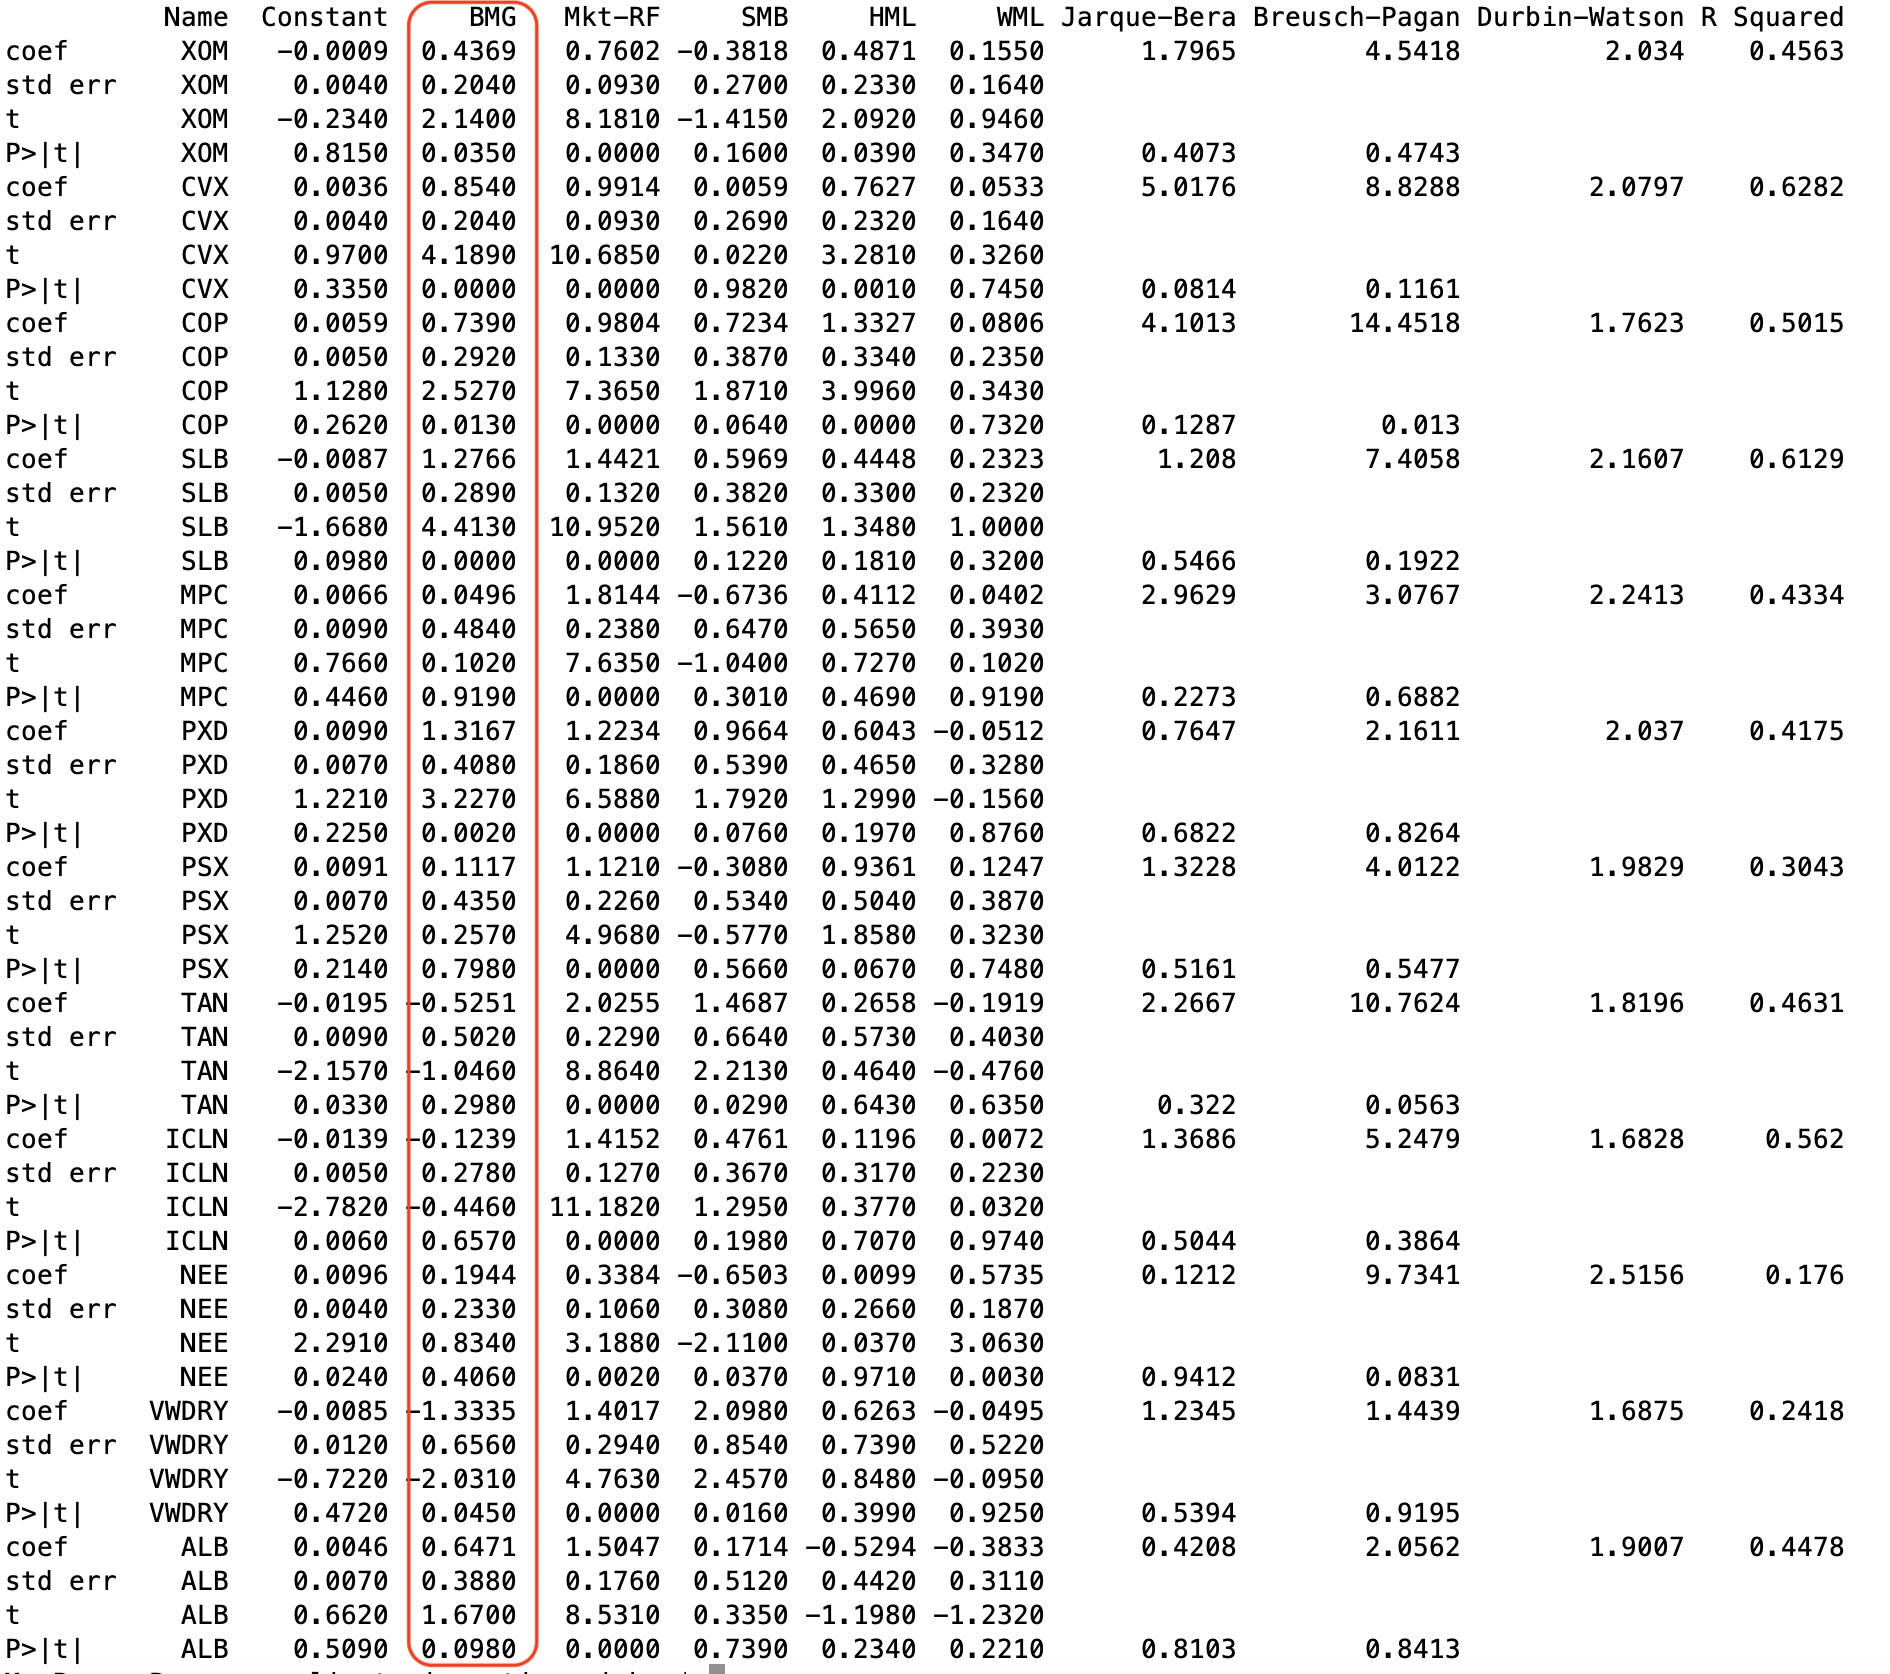 Name Constant BMG Mkt-RF SMB HML WML Jarque-Bera Breusch-Pagan Durbin-Watson R Squared
coef XOM -0.0009 0.4369 0.7602 -0.3818 0.4871 0.1550 1.7965 4.5418 2.034 0.4563
std err XOM 0.0040 0.2040 0.0930 0.2700 0.2330 0.1640
t XOM -0.2340 2.1400 8.1810 -1.4150 2.0920 0.9460
P>|t| XOM 0.8150 0.0350 0.0000 0.1600 0.0390 0.3470 0.4073 0.4743
coef CVX 0.0036 0.8540 0.9914 0.0059 0.7627 0.0533 5.0176 8.8288 2.0797 0.6282
std err CVX 0.0040 0.2040 0.0930 0.2690 0.2320 0.1640
t CVX 0.9700 4.1890 10.6850 0.0220 3.2810 0.3260
P>|t| CVX 0.3350 0.0000 0.0000 0.9820 0.0010 0.7450 0.0814 0.1161
coef COP 0.0059 0.7390 0.9804 0.7234 1.3327 0.0806 4.1013 14.4518 1.7623 0.5015
std err COP 0.0050 0.2920 0.1330 0.3870 0.3340 0.2350
t COP 1.1280 2.5270 7.3650 1.8710 3.9960 0.3430
P>|t| COP 0.2620 0.0130 0.0000 0.0640 0.0000 0.7320 0.1287 0.013
coef SLB -0.0087 1.2766 1.4421 0.5969 0.4448 0.2323 1.208 7.4058 2.1607 0.6129
std err SLB 0.0050 0.2890 0.1320 0.3820 0.3300 0.2320
t SLB -1.6680 4.4130 10.9520 1.5610 1.3480 1.0000
P>|t| SLB 0.0980 0.0000 0.0000 0.1220 0.1810 0.3200 0.5466 0.1922
coef MPC 0.0066 0.0496 1.8144 -0.6736 0.4112 0.0402 2.9629 3.0767 2.2413 0.4334
std err MPC 0.0090 0.4840 0.2380 0.6470 0.5650 0.3930
t MPC 0.7660 0.1020 7.6350 -1.0400 0.7270 0.1020
P>|t| MPC 0.4460 0.9190 0.0000 0.3010 0.4690 0.9190 0.2273 0.6882
coef PXD 0.0090 1.3167 1.2234 0.9664 0.6043 -0.0512 0.7647 2.1611 2.037 0.4175
std err PXD 0.0070 0.4080 0.1860 0.5390 0.4650 0.3280
t PXD 1.2210 3.2270 6.5880 1.7920 1.2990 -0.1560
P>|t| PXD 0.2250 0.0020 0.0000 0.0760 0.1970 0.8760 0.6822 0.8264
coef PSX 0.0091 0.1117 1.1210 -0.3080 0.9361 0.1247 1.3228 4.0122 1.9829 0.3043
std err PSX 0.0070 0.4350 0.2260 0.5340 0.5040 0.3870
t PSX 1.2520 0.2570 4.9680 -0.5770 1.8580 0.3230
P>|t| PSX 0.2140 0.7980 0.0000 0.5660 0.0670 0.7480 0.5161 0.5477
coef TAN -0.0195 -0.5251 2.0255 1.4687 0.2658 -0.1919 2.2667 10.7624 1.8196 0.4631
std err TAN 0.0090 0.5020 0.2290 0.6640 0.5730 0.4030
t TAN -2.1570 -1.0460 8.8640 2.2130 0.4640 -0.4760
P>|t| TAN 0.0330 0.2980 0.0000 0.0290 0.6430 0.6350 0.322 0.0563
coef ICLN -0.0139 -0.1239 1.4152 0.4761 0.1196 0.0072 1.3686 5.2479 1.6828 0.562
std err ICLN 0.0050 0.2780 0.1270 0.3670 0.3170 0.2230
t ICLN -2.7820 -0.4460 11.1820 1.2950 0.3770 0.0320
P>|t| ICLN 0.0060 0.6570 0.0000 0.1980 0.7070 0.9740 0.5044 0.3864
coef NEE 0.0096 0.1944 0.3384 -0.6503 0.0099 0.5735 0.1212 9.7341 2.5156 0.176
std err NEE 0.0040 0.2330 0.1060 0.3080 0.2660 0.1870
t NEE 2.2910 0.8340 3.1880 -2.1100 0.0370 3.0630
P>|t| NEE 0.0240 0.4060 0.0020 0.0370 0.9710 0.0030 0.9412 0.0831
coef VWDRY -0.0085 -1.3335 1.4017 2.0980 0.6263 -0.0495 1.2345 1.4439 1.6875 0.2418
std err VWDRY 0.0120 0.6560 0.2940 0.8540 0.7390 0.5220
t VWDRY -0.7220 -2.0310 4.7630 2.4570 0.8480 -0.0950
P>|t| VWDRY 0.4720 0.0450 0.0000 0.0160 0.3990 0.9250 0.5394 0.9195
coef ALB 0.0046 0.6471 1.5047 0.1714 -0.5294 -0.3833 0.4208 2.0562 1.9007 0.4478
std err ALB 0.0070 0.3880 0.1760 0.5120 0.4420 0.3110
t ALB 0.6620 1.6700 8.5310 0.3350 -1.1980 -1.2320
P>|t| ALB 0.5090 0.0980 0.0000 0.7390 0.2340 0.2210 0.8103 0.8413